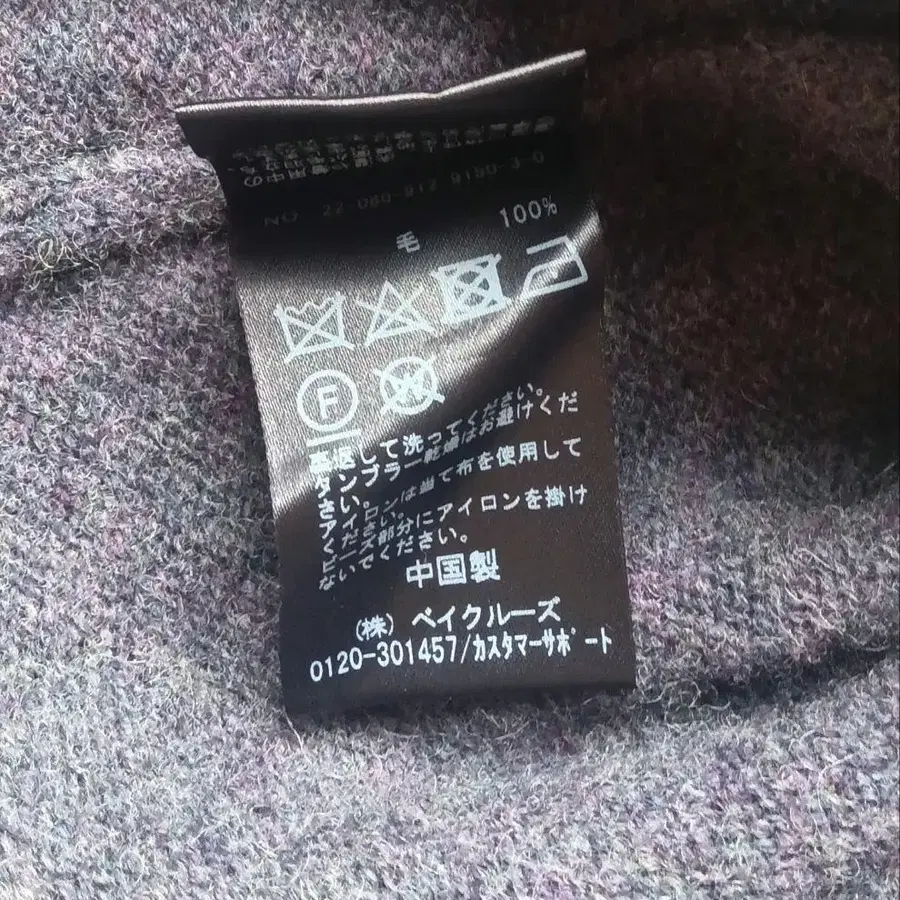 NO 22-080-912 9190-3-0
毛 100%
F
W
裏返して洗ってください。
タンブラー乾燥はお避けくだ
さい。
アイロンは当て布を使用して
ください。
ビーズ部分にアイロンを掛け
ないでください。
中国製
(株) ベイクルーズ
0120-301457/カスタマーサポート